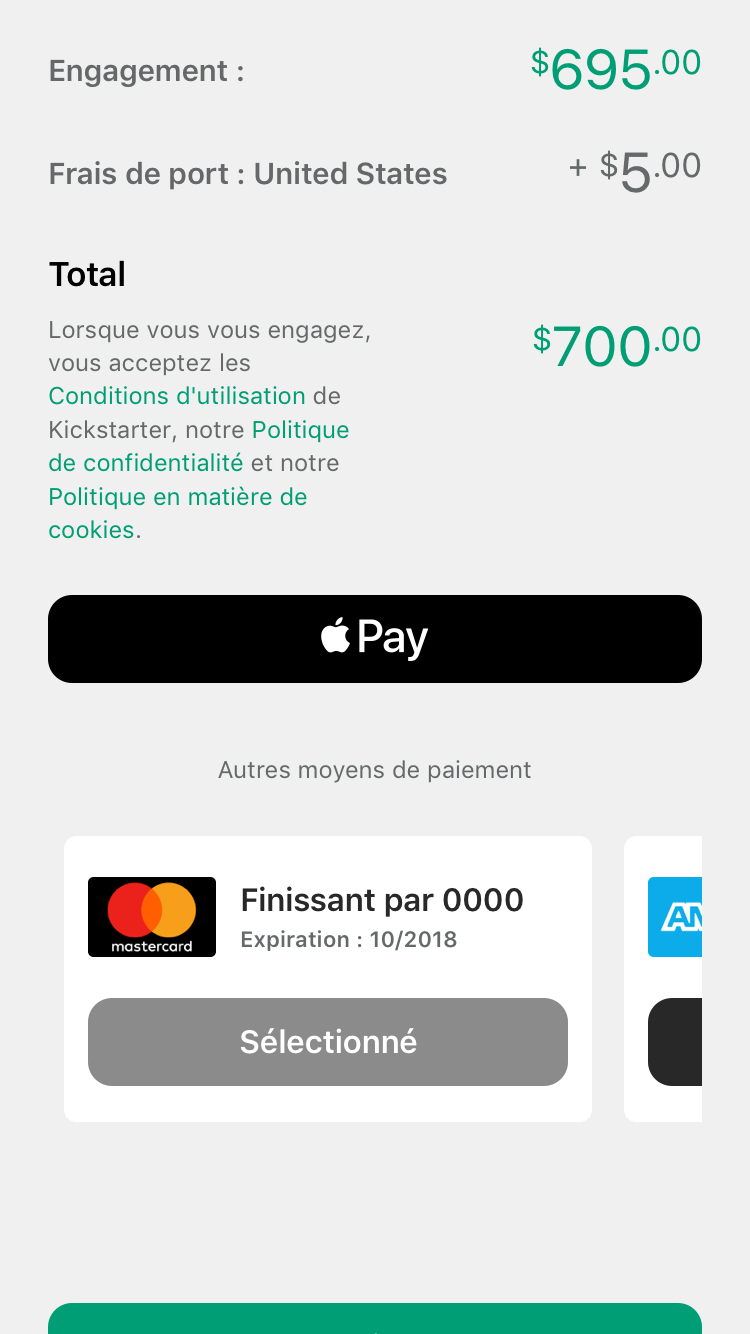 Engagement :
$695.00
Frais de port : United States
+ $5.00
Total
Lorsque vous vous engagez,
vous acceptez les
Conditions d'utilisation de
Kickstarter, notre Politique
de confidentialité et notre
Politique en matière de
cookies.
$700.00
Pay
Autres moyens de paiement
mastercard
Finissant par 0000
Expiration : 10/2018
Sélectionné